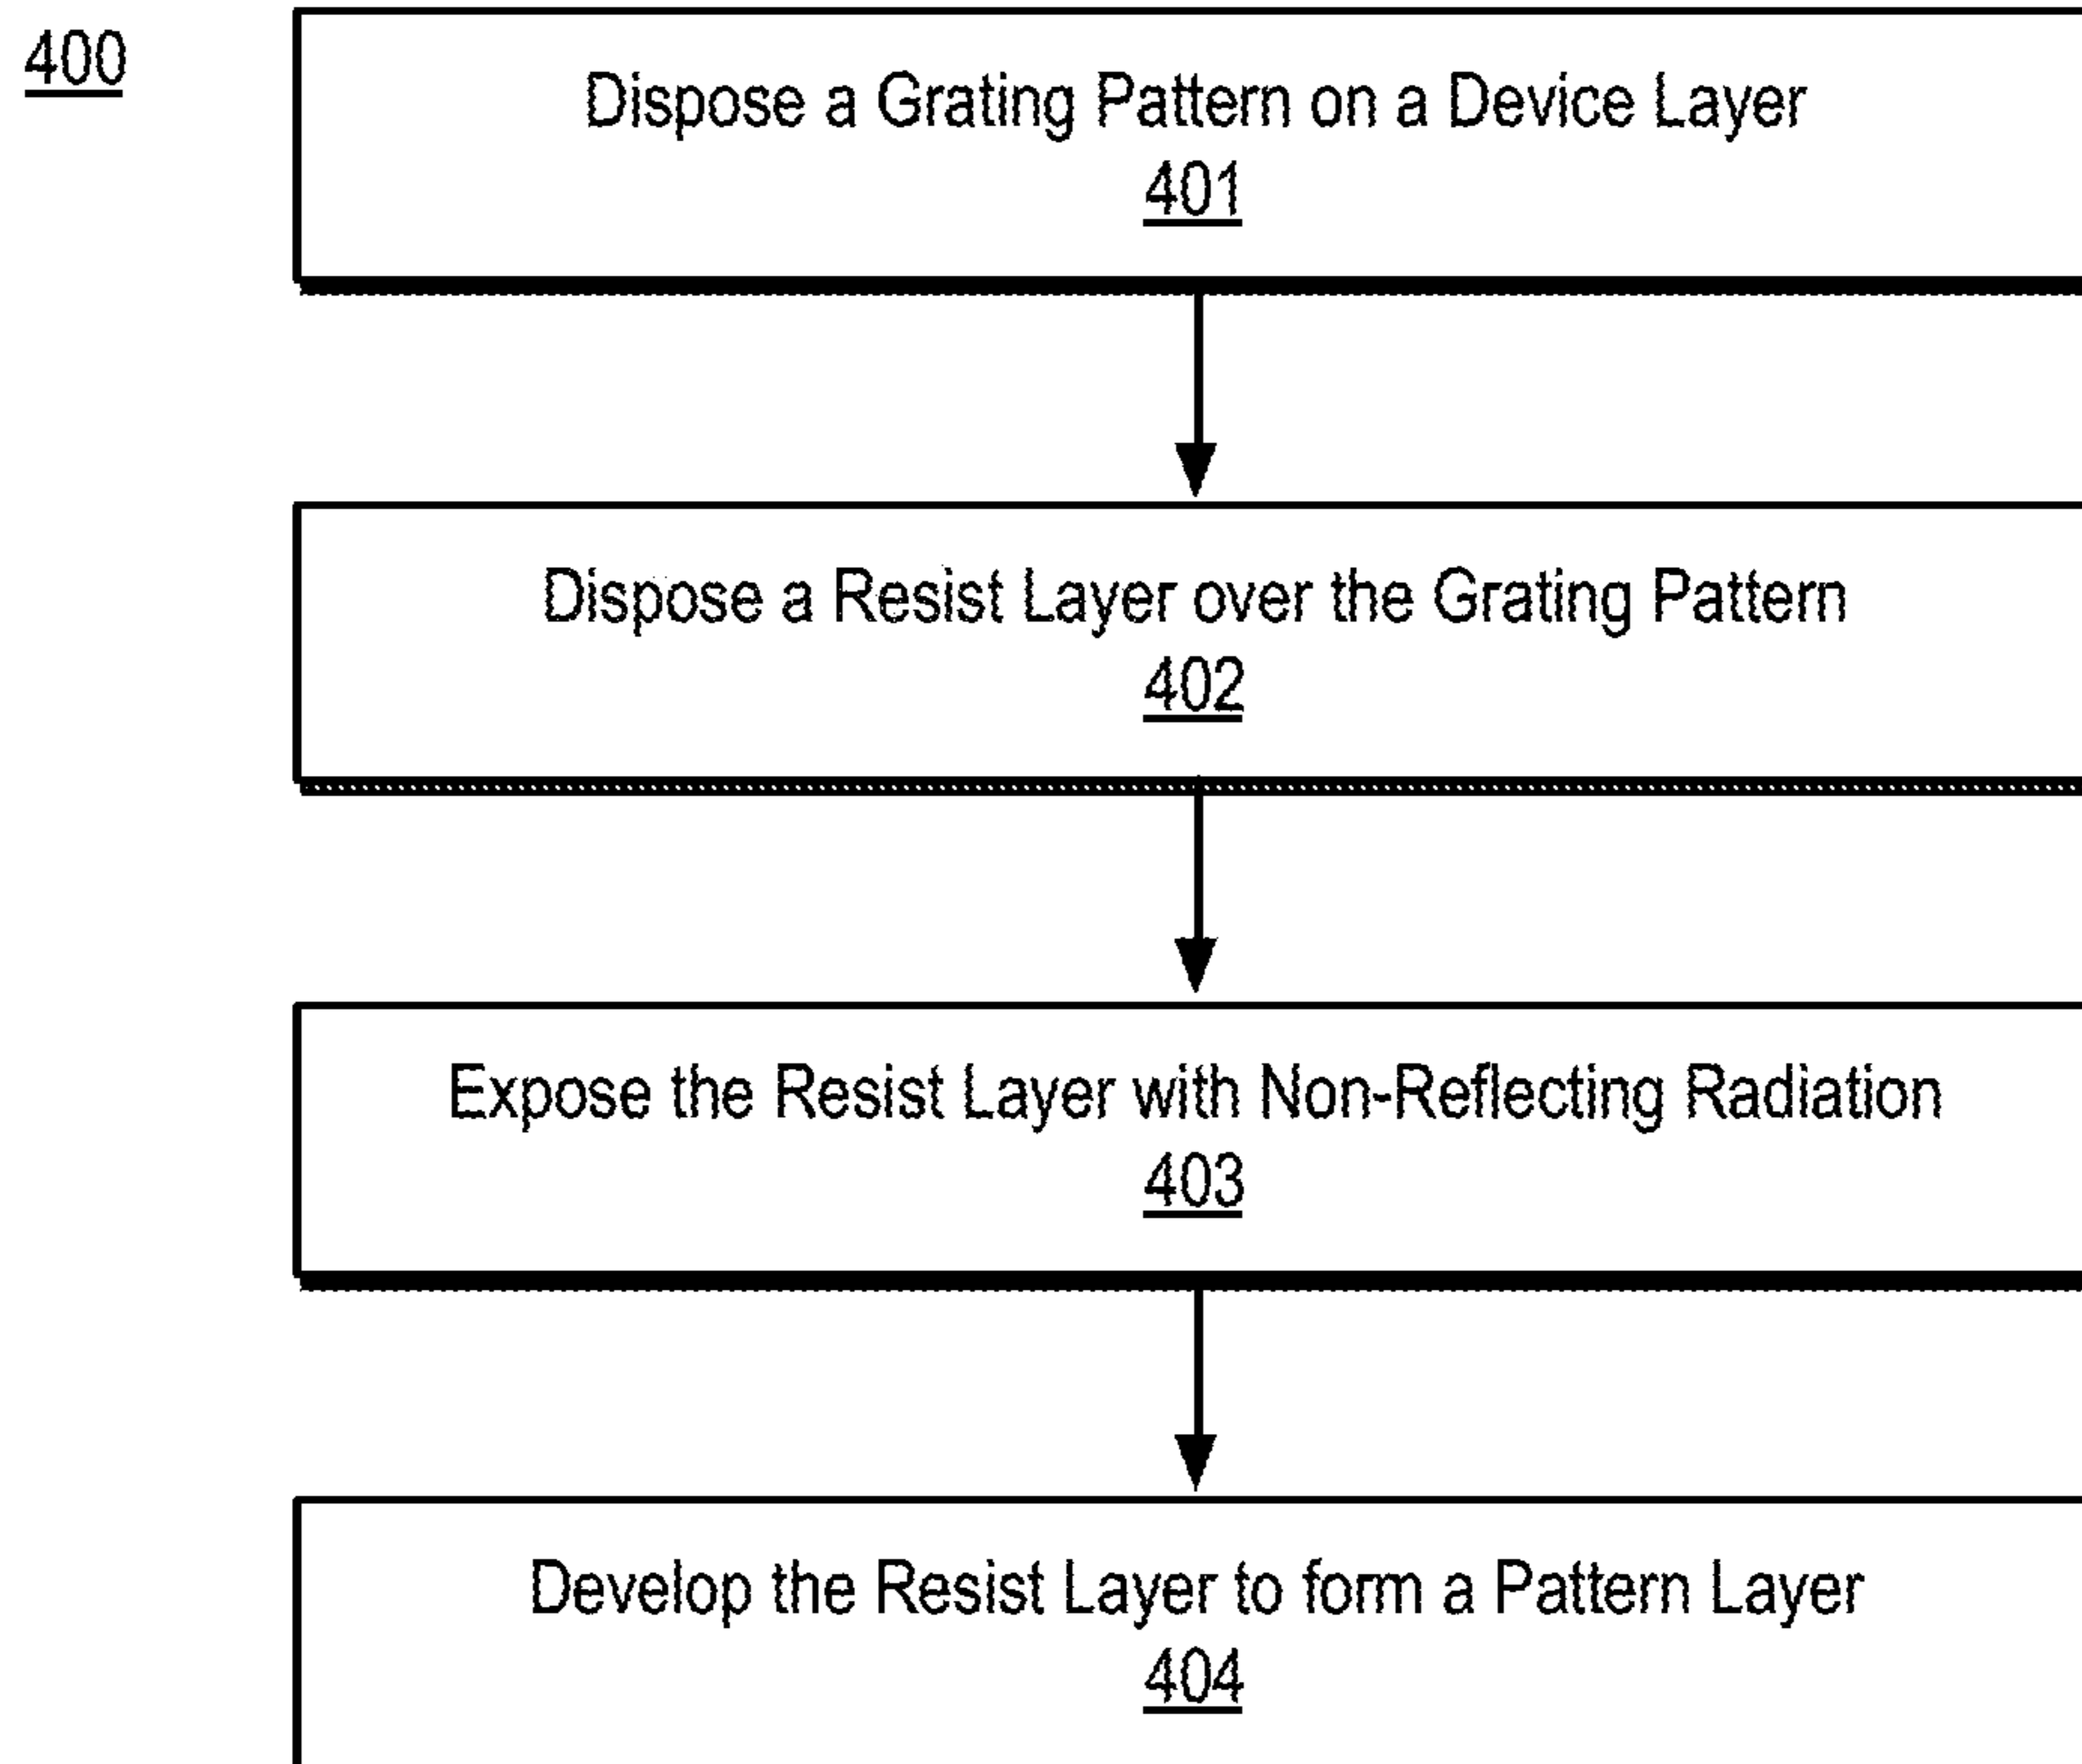 400
Dispose a Grating Pattern on a Device Layer
401
Dispose a Resist Layer over the Grating Pattern
402
Expose the Resist Layer with Non-Reflecting Radiation
403
Develop the Resist Layer to form a Pattern Layer
404